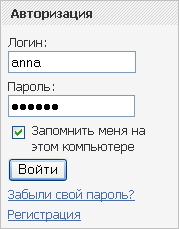 Авторизация
Логин:
anna
Пароль:
●●●●●●
Запомнить меня на
этом компьютере
Войти
Забыли свой пароль?
Регистрация